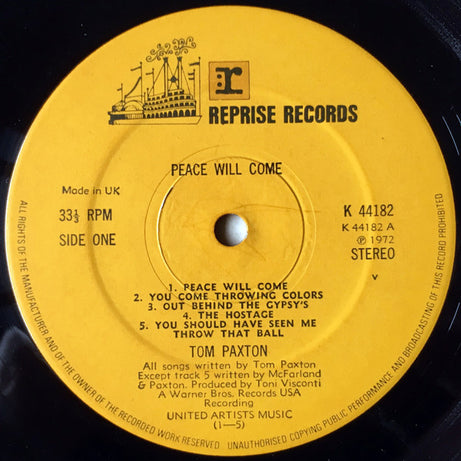 r
REPRISE RECORDS
PEACE WILL COME
Made in UK
33⅓ RPM
SIDE ONE
K 44182
K 44182 A
℗ 1972
STEREO
v
1. PEACE WILL COME
2. YOU COME THROWING COLORS
3. OUT BEHIND THE GYPSY'S
4. THE HOSTAGE
5. YOU SHOULD HAVE SEEN ME
THROW THAT BALL
TOM PAXTON
All songs written by Tom Paxton
Except track 5 written by McFarland
& Paxton. Produced by Toni Visconti
A Warner Bros. Records USA
Recording
UNITED ARTISTS MUSIC
(1—5)
ALL RIGHTS OF THE MANUFACTURER AND OF THE OWNER OF THE RECORDED WORK RESERVED UNAUTHORISED COPYING PUBLIC PERFORMANCE AND BROADCASTING OF THIS RECORD PROHIBITED